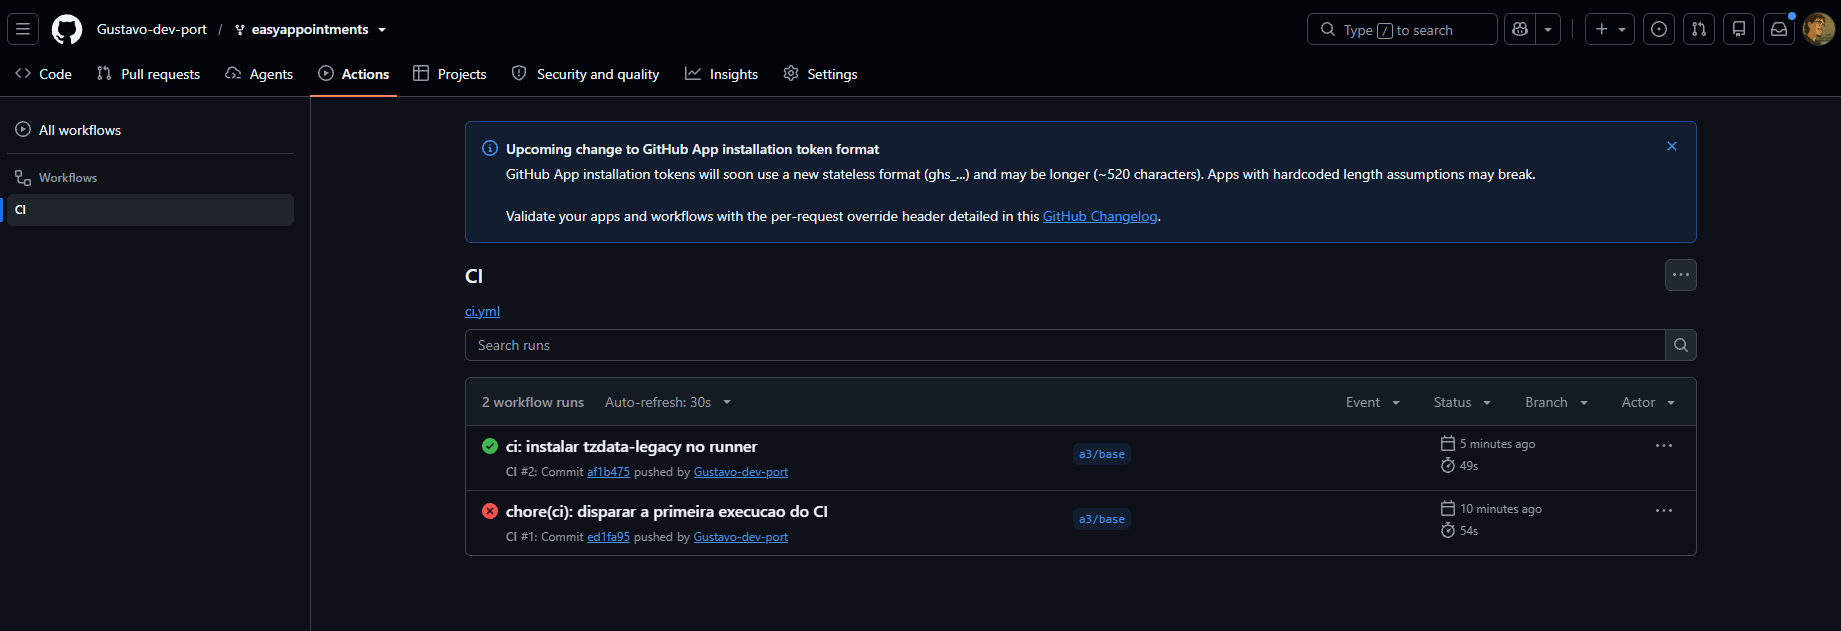 Gustavo-dev-port / easyappointments
Type / to search
Code
Pull requests
Agents
Actions
Projects
Security and quality
Insights
Settings
All workflows
Workflows
CI
Upcoming change to GitHub App installation token format
GitHub App installation tokens will soon use a new stateless format (ghs_...) and may be longer (~520 characters). Apps with hardcoded length assumptions may break.
Validate your apps and workflows with the per-request override header detailed in this GitHub Changelog.
CI
ci.yml
Search runs
2 workflow runs Auto-refresh: 30s Event Status Branch Actor
ci: instalar tzdata-legacy no runner
CI #2: Commit af1b475 pushed by Gustavo-dev-port
a3/base
5 minutes ago
49s
chore(ci): disparar a primeira execucao do CI
CI #1: Commit ed1fa95 pushed by Gustavo-dev-port
a3/base
10 minutes ago
54s